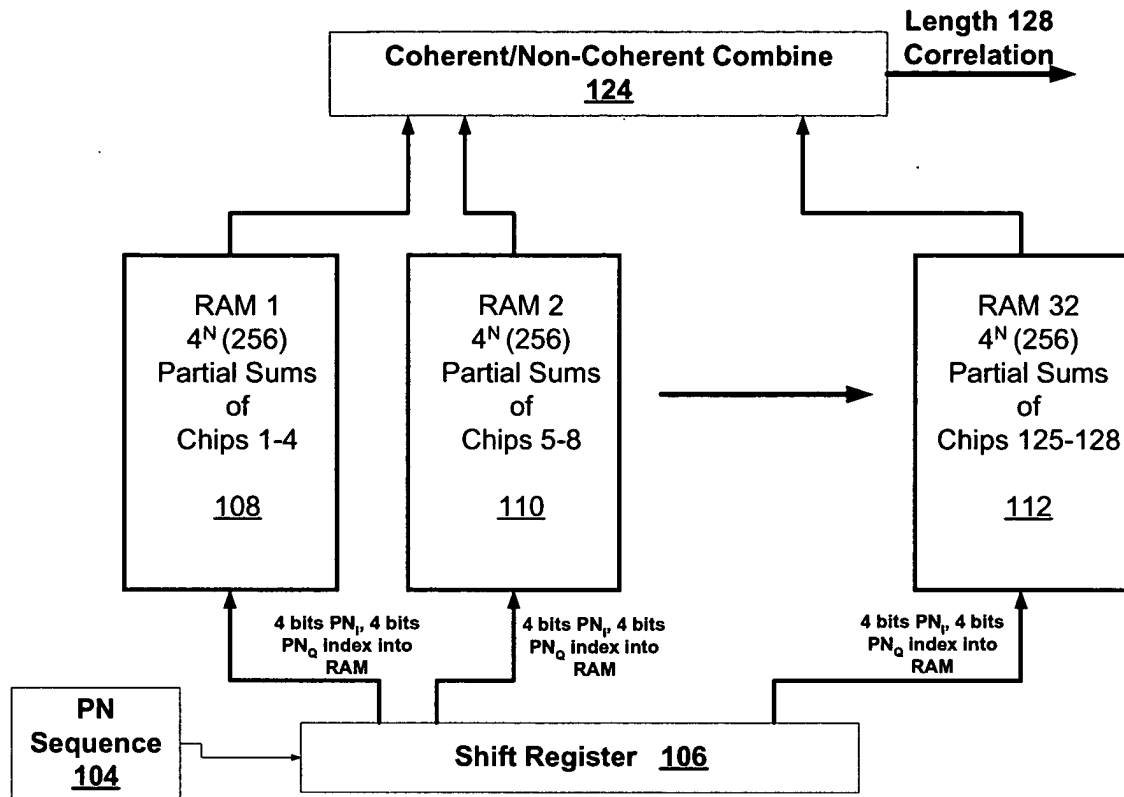 Length 128
Correlation
Coherent/Non-Coherent Combine
124
RAM 1
4^N (256)
Partial Sums
of
Chips 1-4
108
RAM 2
4^N (256)
Partial Sums
of
Chips 5-8
110
RAM 32
4^N (256)
Partial Sums
of
Chips 125-128
112
4 bits PN_I, 4 bits
PN_Q index into
RAM
4 bits PN_I, 4 bits
PN_Q index into
RAM
4 bits PN_I, 4 bits
PN_Q index into
RAM
PN
Sequence
104
Shift Register 106